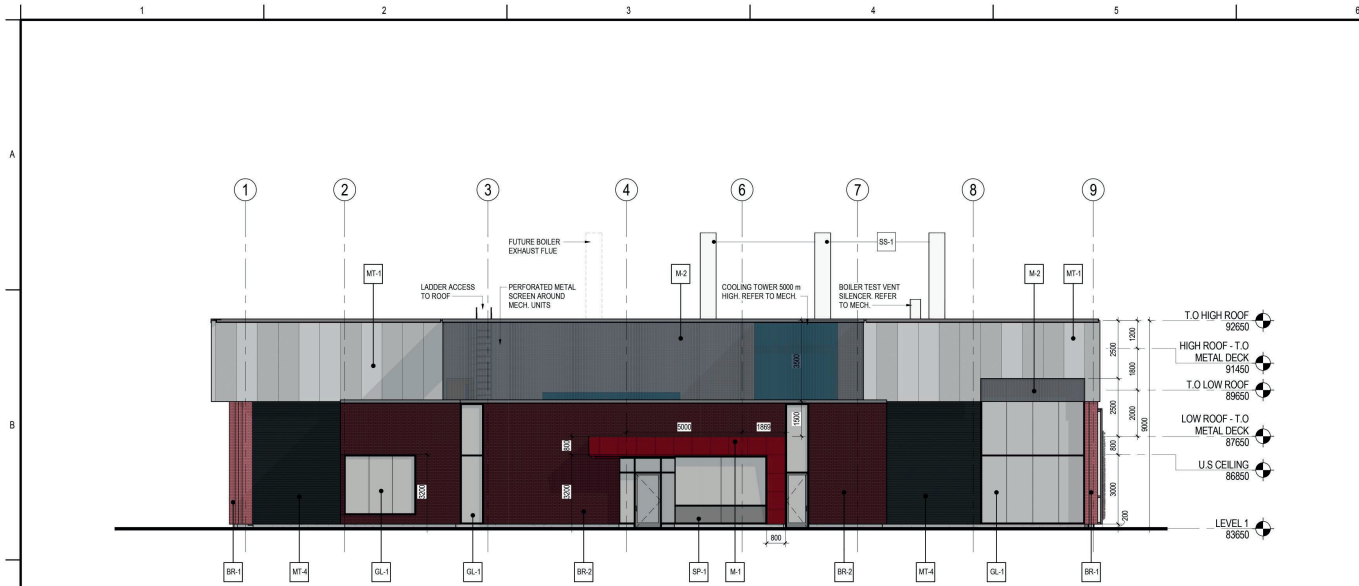 1 2 3 4 5 6
A
B
1 2 3 4 6 7 8 9
FUTURE BOILER
EXHAUST FLUE
SS-1
MT-1
LADDER ACCESS
TO ROOF
PERFORATED METAL
SCREEN AROUND
MECH. UNITS
M-2
COOLING TOWER 5000 m
HIGH. REFER TO MECH.
BOILER TEST VENT
SILENCER. REFER
TO MECH.
M-2
MT-1
T.O HIGH ROOF
92650
HIGH ROOF - T.O
METAL DECK
91450
T.O LOW ROOF
89650
LOW ROOF - T.O
METAL DECK
87650
U.S CEILING
86850
LEVEL 1
83650
3500
1500
5000
1869
800
3200
3200
800
2500
2500
800
3000
200
1200
1800
2000
9000
BR-1
MT-4
GL-1
GL-1
BR-2
SP-1
M-1
BR-2
MT-4
GL-1
BR-1